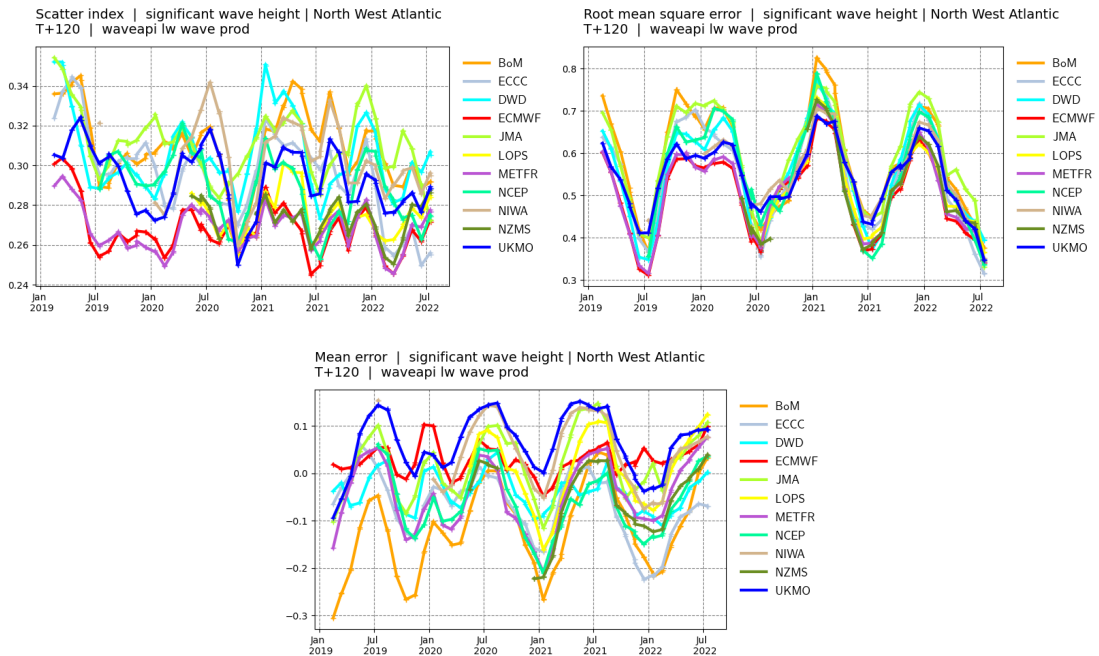 Scatter index | significant wave height | North West Atlantic
T+120 | waveapi lw wave prod
0.34
0.32
0.30
0.28
0.26
0.24
Jan 2019
Jul 2019
Jan 2020
Jul 2020
Jan 2021
Jul 2021
Jan 2022
Jul 2022
BoM
ECCC
DWD
ECMWF
JMA
LOPS
METFR
NCEP
NIWA
NZMS
UKMO
Root mean square error | significant wave height | North West Atlantic
T+120 | waveapi lw wave prod
0.8
0.7
0.6
0.5
0.4
0.3
Jan 2019
Jul 2019
Jan 2020
Jul 2020
Jan 2021
Jul 2021
Jan 2022
Jul 2022
BoM
ECCC
DWD
ECMWF
JMA
LOPS
METFR
NCEP
NIWA
NZMS
UKMO
Mean error | significant wave height | North West Atlantic
T+120 | waveapi lw wave prod
0.1
0.0
−0.1
−0.2
−0.3
Jan 2019
Jul 2019
Jan 2020
Jul 2020
Jan 2021
Jul 2021
Jan 2022
Jul 2022
BoM
ECCC
DWD
ECMWF
JMA
LOPS
METFR
NCEP
NIWA
NZMS
UKMO